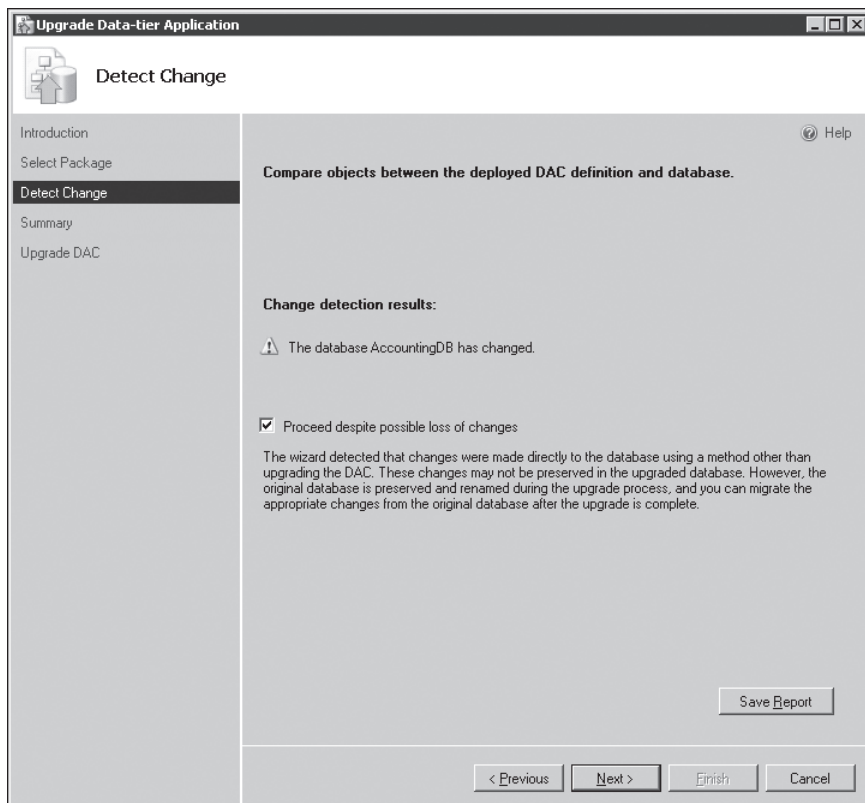 Upgrade Data-tier Application
Detect Change
Introduction
Select Package
Detect Change
Summary
Upgrade DAC
Help
Compare objects between the deployed DAC definition and database.
Change detection results:
The database AccountingDB has changed.
Proceed despite possible loss of changes
The wizard detected that changes were made directly to the database using a method other than
upgrading the DAC. These changes may not be preserved in the upgraded database. However, the
original database is preserved and renamed during the upgrade process, and you can migrate the
appropriate changes from the original database after the upgrade is complete.
Save Report
< Previous
Next >
Finish
Cancel